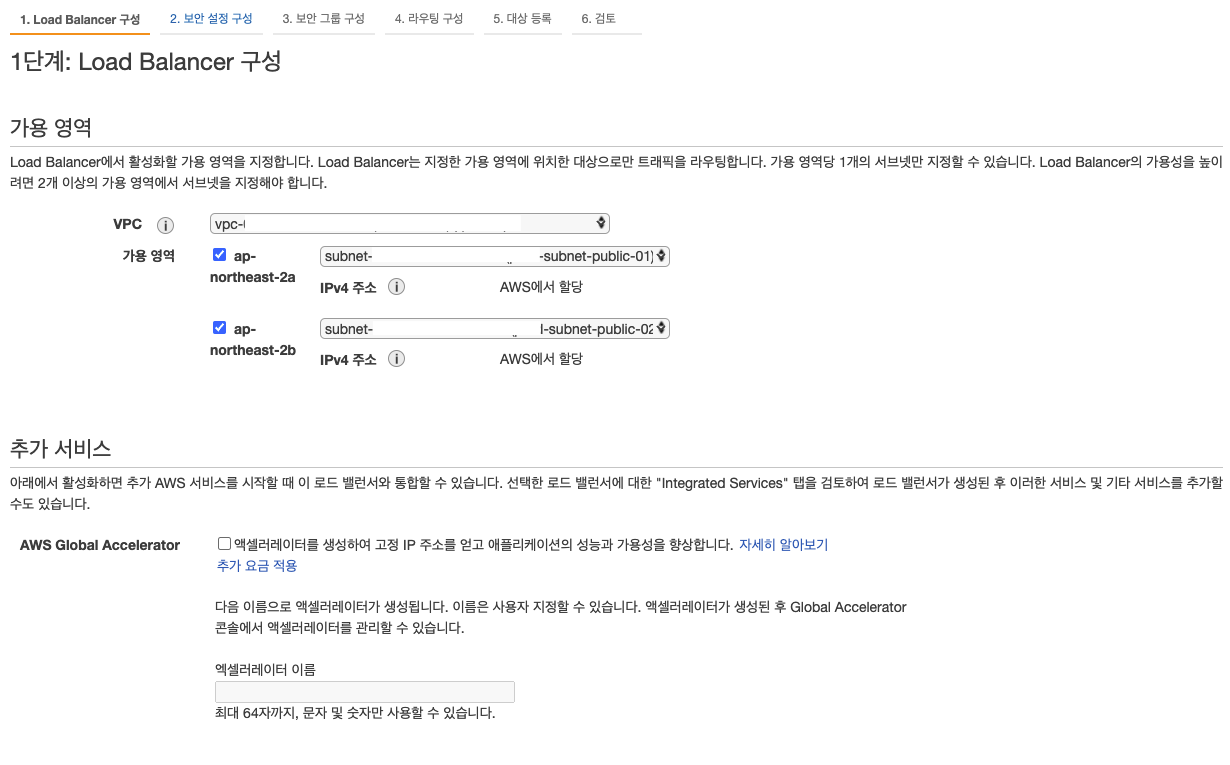 1. Load Balancer 구성 2. 보안 설정 구성 3. 보안 그룹 구성 4. 라우팅 구성 5. 대상 등록 6. 검토
1단계: Load Balancer 구성
가용 영역
Load Balancer에서 활성화할 가용 영역을 지정합니다. Load Balancer는 지정한 가용 영역에 위치한 대상으로만 트래픽을 라우팅합니다. 가용 영역당 1개의 서브넷만 지정할 수 있습니다. Load Balancer의 가용성을 높이
려면 2개 이상의 가용 영역에서 서브넷을 지정해야 합니다.
VPC vpc-
가용 영역 ap-
northeast-2a
subnet- -subnet-public-01)
IPv4 주소 AWS에서 할당
ap-
northeast-2b
subnet- l-subnet-public-02
IPv4 주소 AWS에서 할당
추가 서비스
아래에서 활성화하면 추가 AWS 서비스를 시작할 때 이 로드 밸런서와 통합할 수 있습니다. 선택한 로드 밸런서에 대한 "Integrated Services" 탭을 검토하여 로드 밸런서가 생성된 후 이러한 서비스 및 기타 서비스를 추가할
수도 있습니다.
AWS Global Accelerator 액셀러레이터를 생성하여 고정 IP 주소를 얻고 애플리케이션의 성능과 가용성을 향상합니다. 자세히 알아보기
추가 요금 적용
다음 이름으로 액셀러레이터가 생성됩니다. 이름은 사용자 지정할 수 있습니다. 액셀러레이터가 생성된 후 Global Accelerator
콘솔에서 액셀러레이터를 관리할 수 있습니다.
엑셀러레이터 이름
최대 64자까지, 문자 및 숫자만 사용할 수 있습니다.